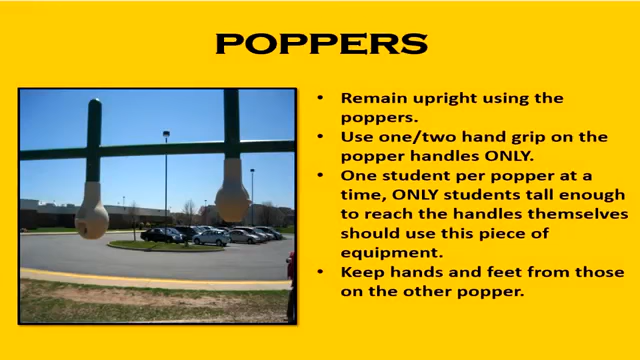 POPPERS
• Remain upright using the
poppers.
• Use one/two hand grip on the
popper handles ONLY.
• One student per popper at a
time, ONLY students tall enough
to reach the handles themselves
should use this piece of
equipment.
• Keep hands and feet from those
on the other popper.